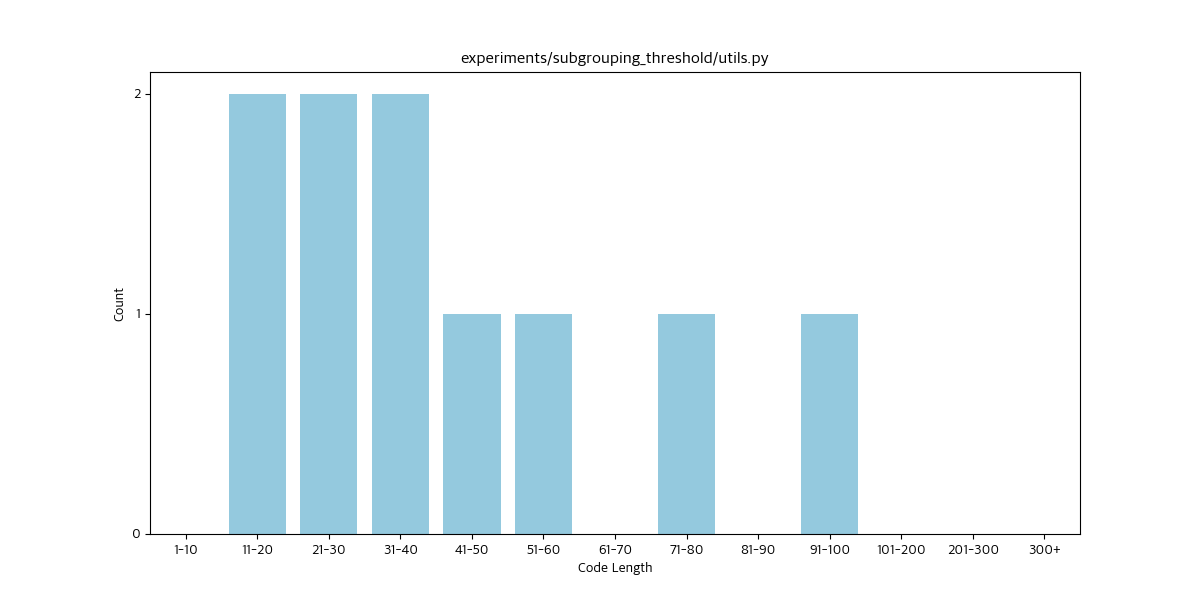 experiments/subgrouping_threshold/utils.py
2
1
0
Count
1-10 11-20 21-30 31-40 41-50 51-60 61-70 71-80 81-90 91-100 101-200 201-300 300+
Code Length